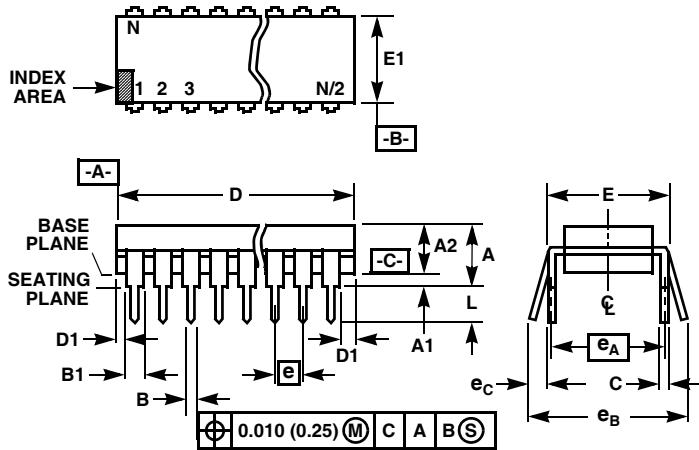 N
E1
INDEX
AREA
1 2 3 N/2
-B-
-A-
D
E
BASE
PLANE
A2
A
-C-
SEATING
PLANE
L
℄
D1
A1
D1
e
eA
B1
eC
C
B
eB
0.010 (0.25) Ⓜ C A B Ⓢ